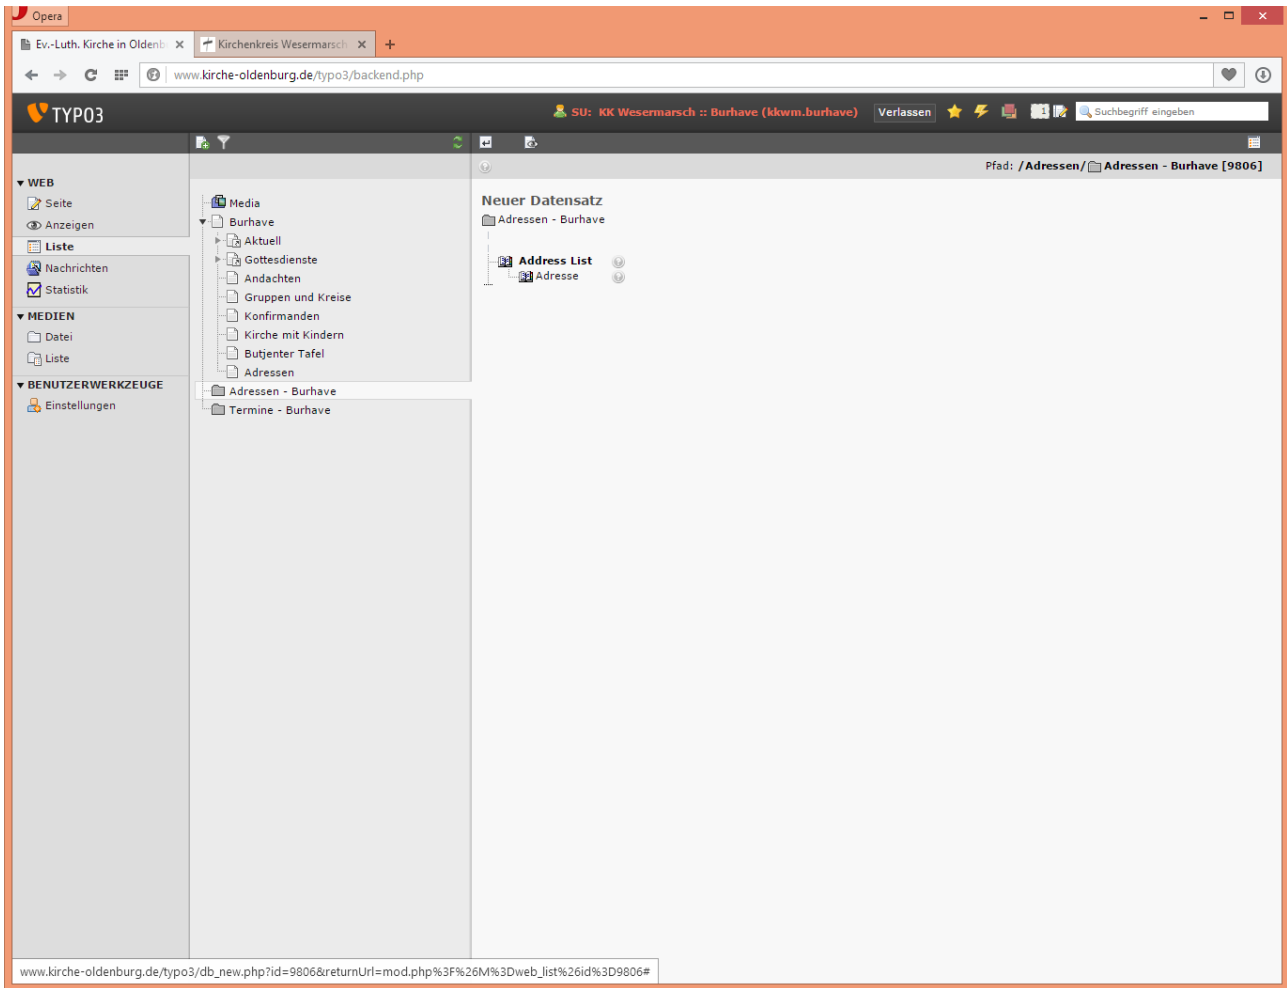 Opera
Ev.-Luth. Kirche in Oldenb
Kirchenkreis Wesermarsch
www.kirche-oldenburg.de/typo3/backend.php
TYPO3
SU: KK Wesermarsch :: Burhave (kkwm.burhave)
Verlassen
1
Suchbegriff eingeben
Pfad: /Adressen/ Adressen - Burhave [9806]
WEB
Seite
Anzeigen
Liste
Nachrichten
Statistik
MEDIEN
Datei
Liste
BENUTZERWERKZEUGE
Einstellungen
Media
Burhave
Aktuell
Gottesdienste
Andachten
Gruppen und Kreise
Konfirmanden
Kirche mit Kindern
Butjenter Tafel
Adressen
Adressen - Burhave
Termine - Burhave
Neuer Datensatz
Adressen - Burhave
Address List
Adresse
www.kirche-oldenburg.de/typo3/db_new.php?id=9806&returnUrl=mod.php%3F%26M%3Dweb_list%26id%3D9806#